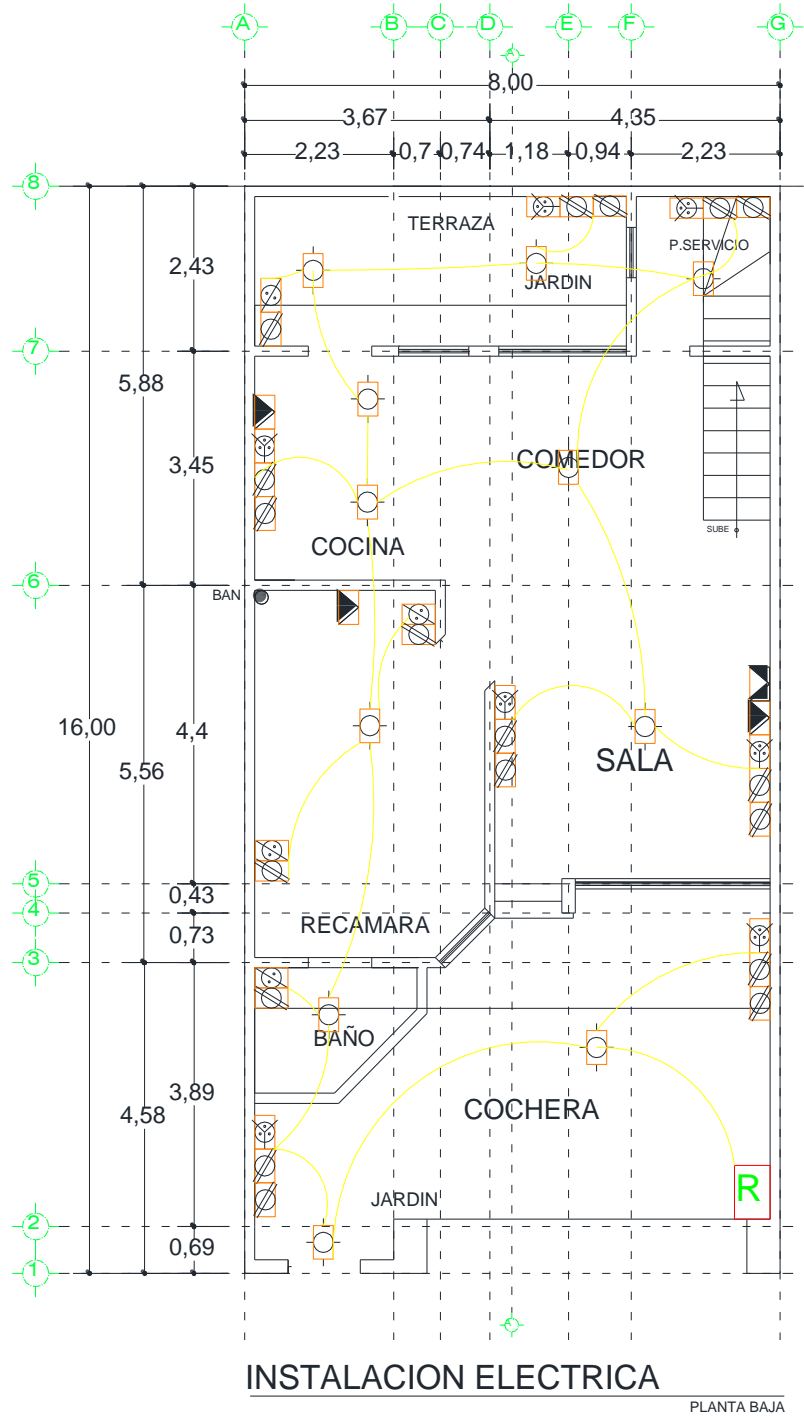 A B C D E F G
A'
8,00
3,67 4,35
2,23 0,7 0,74 1,18 0,94 2,23
8
TERRAZA
P.SERVICIO
2,43
JARDIN
7
5,88
3,45
COMEDOR
SUBE
COCINA
6
BAN
16,00
4,4
5,56
SALA
5
0,43
4
RECAMARA
0,73
3
BAÑO
3,89
4,58
COCHERA
R
JARDIN
2
0,69
1
A'
INSTALACION ELECTRICA
PLANTA BAJA